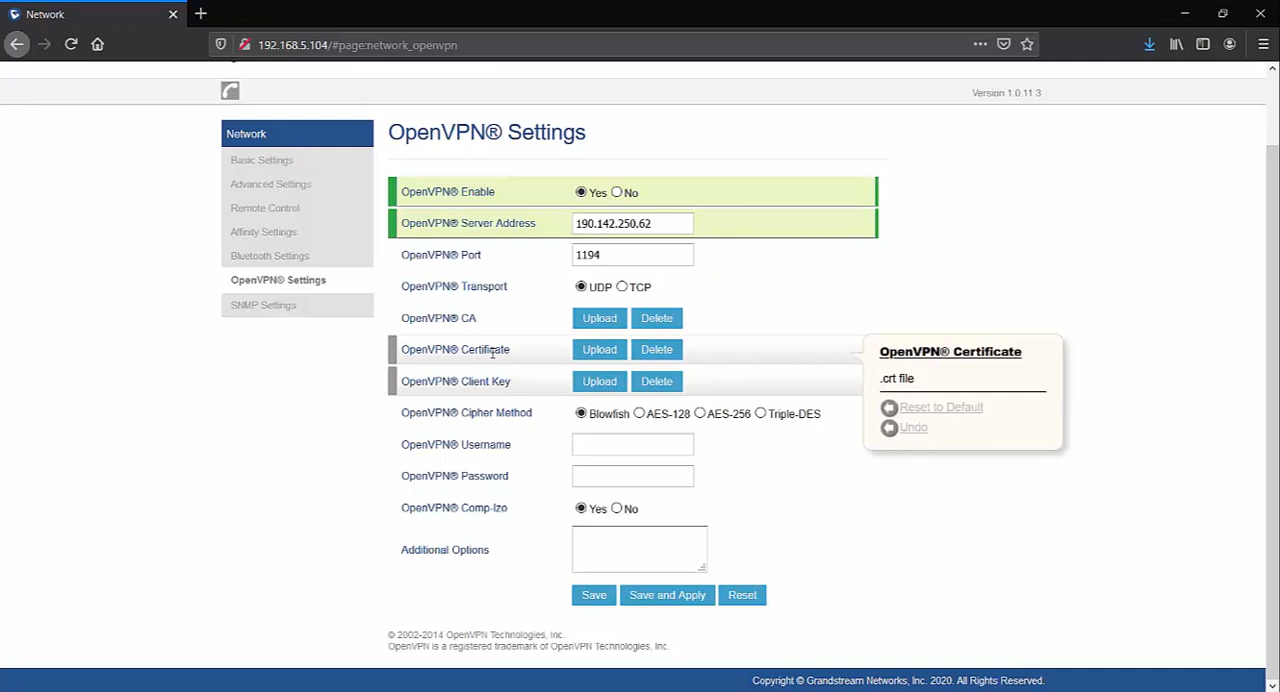 Network
192.168.5.104/#page:network_openvpn
Version 1.0.11.3
Network
Basic Settings
Advanced Settings
Remote Control
Affinity Settings
Bluetooth Settings
OpenVPN® Settings
SNMP Settings
OpenVPN® Settings
OpenVPN® Enable Yes No
OpenVPN® Server Address 190.142.250.62
OpenVPN® Port 1194
OpenVPN® Transport UDP TCP
OpenVPN® CA Upload Delete
OpenVPN® Certificate Upload Delete
OpenVPN® Client Key Upload Delete
OpenVPN® Cipher Method Blowfish AES-128 AES-256 Triple-DES
OpenVPN® Username
OpenVPN® Password
OpenVPN® Comp-lzo Yes No
Additional Options
Save Save and Apply Reset
OpenVPN® Certificate
.crt file
Reset to Default
Undo
© 2002-2014 OpenVPN Technologies, Inc.
OpenVPN is a registered trademark of OpenVPN Technologies, Inc.
Copyright © Grandstream Networks, Inc. 2020. All Rights Reserved.